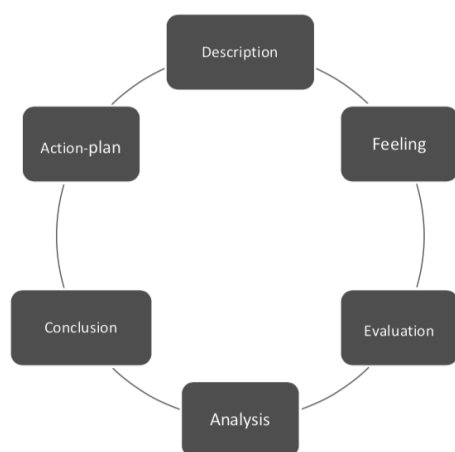 Description
Feeling
Evaluation
Analysis
Conclusion
Action-plan